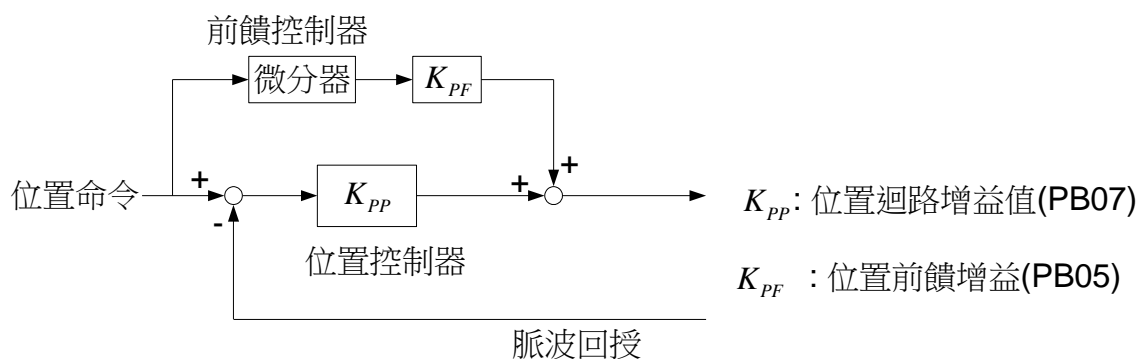 前饋控制器
微分器
K_PF
+
位置命令
+
-
K_PP
+
位置控制器
K_PP: 位置迴路增益值(PB07)
K_PF :位置前饋增益(PB05)
脈波回授